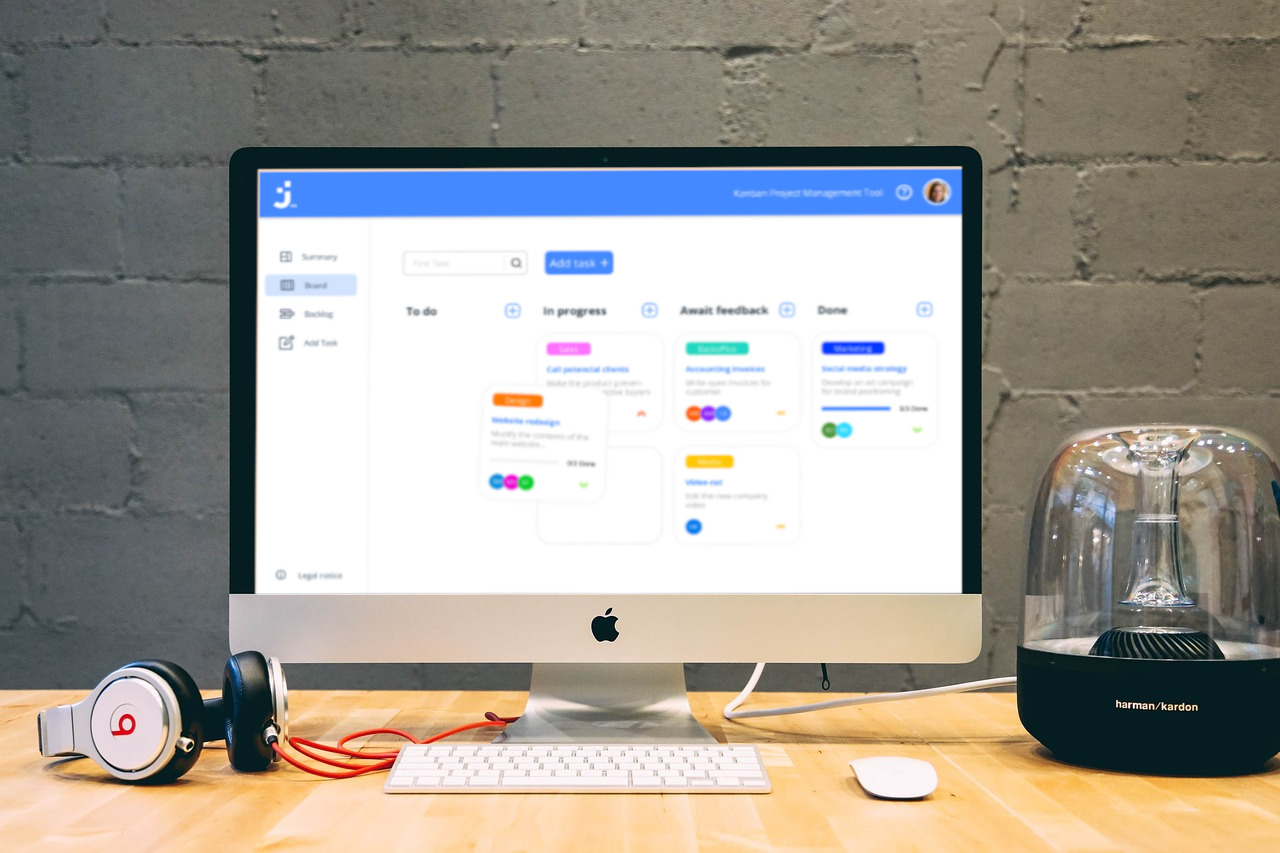 Kanban Project Management Tool
Summary
Board
Backlog
Add Task
Legal notice
Find Task
Add task +
To do
In progress
Await feedback
Done
Design
Website redesign
Modify the contents of the
main website...
0/2 Done
Sales
Call potencial clients
Make the product presen-
buyers
Backoffice
Accounting invoices
Write open invoices for
customer
Media
Video cut
Edit the new company
video
Marketing
Social media strategy
Develop an ad campaign
for brand positioning
3/3 Done
harman/kardon